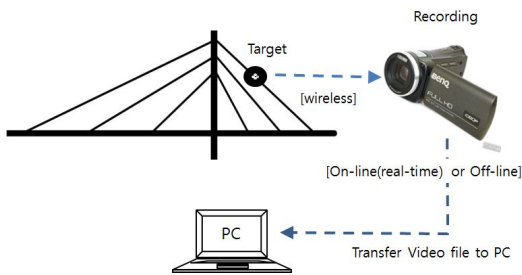 Recording
Target
[wireless]
BenQ
FULL HD
[On-line(real-time) or Off-line]
PC
Transfer Video file to PC